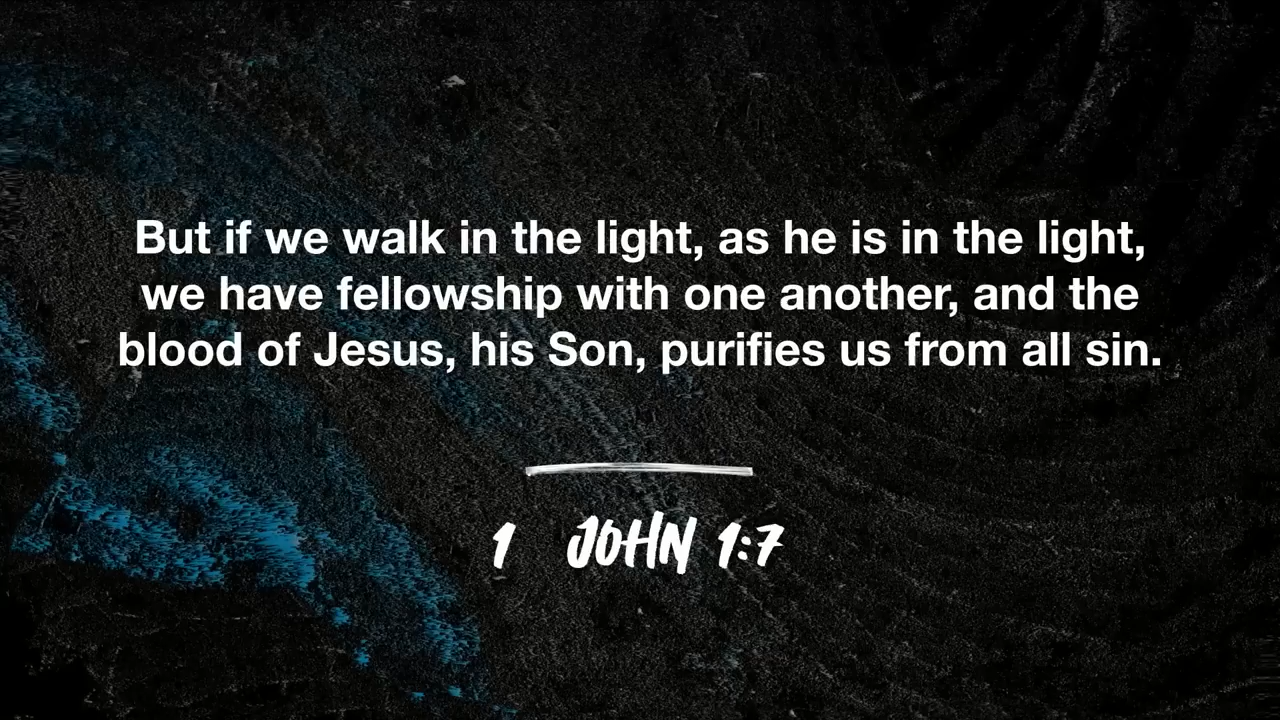 But if we walk in the light, as he is in the light,
we have fellowship with one another, and the
blood of Jesus, his Son, purifies us from all sin.
1 JOHN 1:7